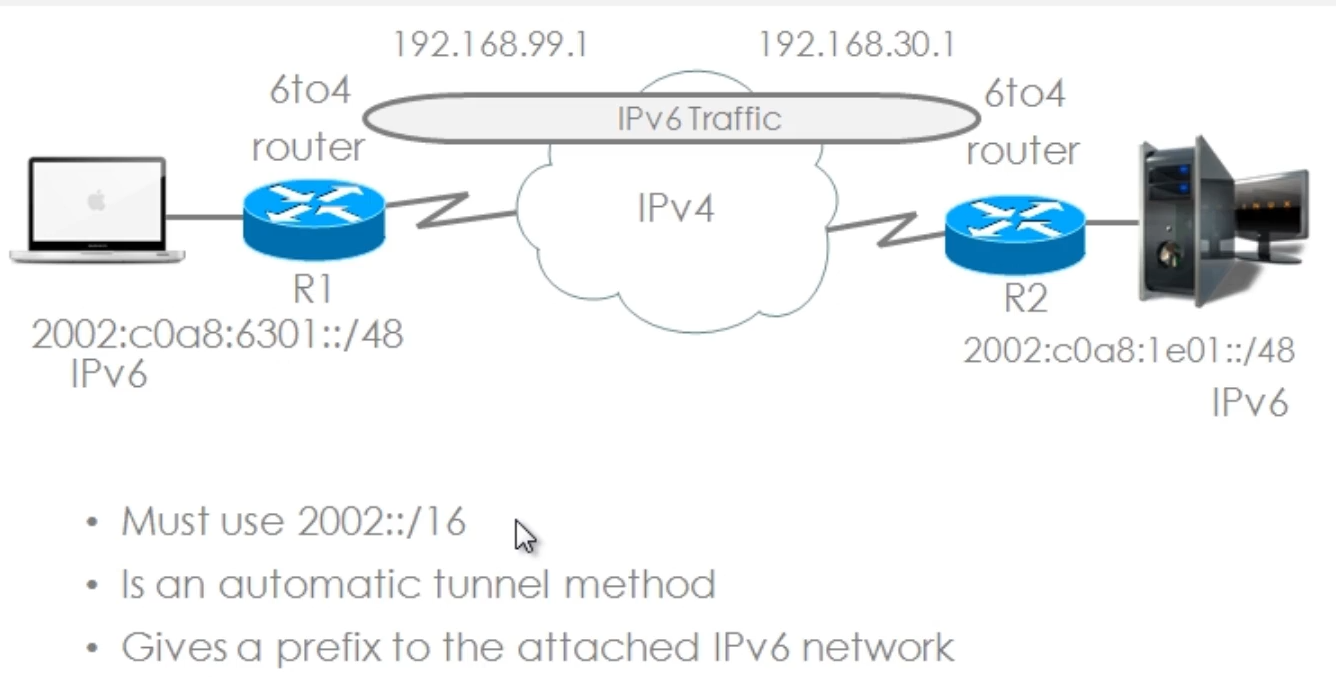 192.168.99.1
192.168.30.1
6to4
router
6to4
router
IPv6 Traffic
IPv4
R1
R2
2002:c0a8:6301::/48
IPv6
2002:c0a8:1e01::/48
IPv6
• Must use 2002::/16
• Is an automatic tunnel method
• Gives a prefix to the attached IPv6 network